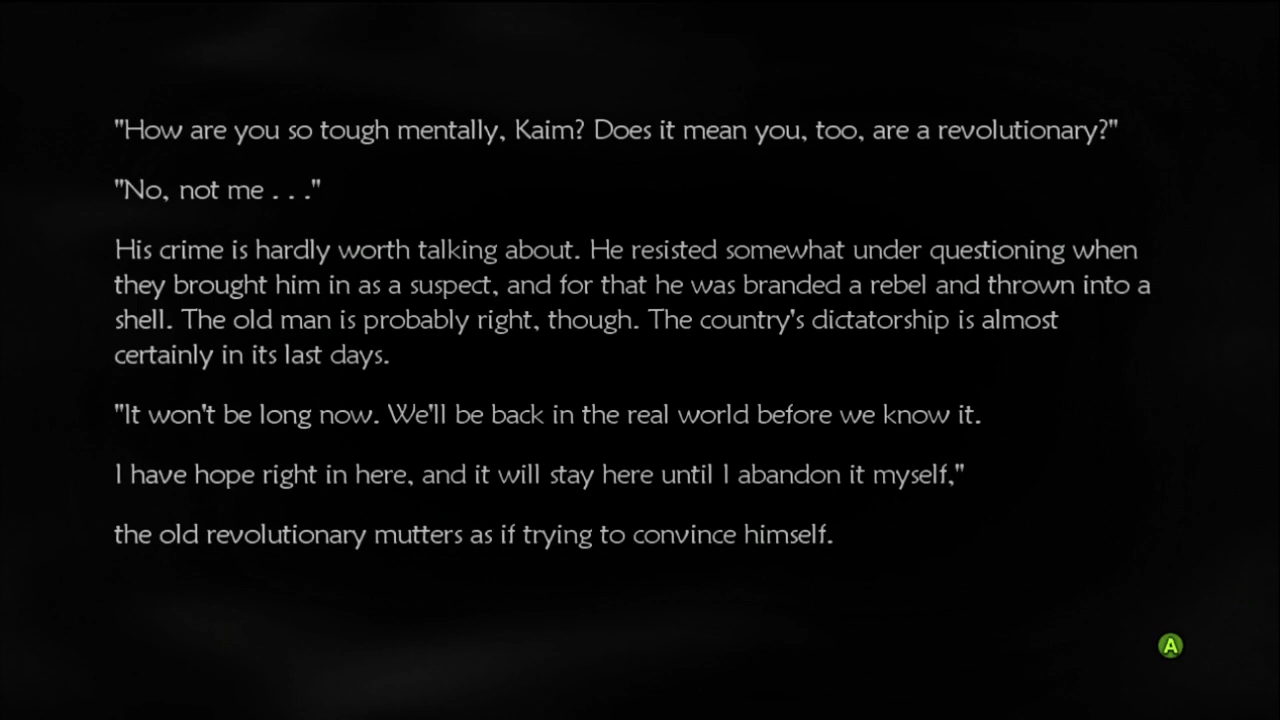 "How are you so tough mentally, Kaim? Does it mean you, too, are a revolutionary?"
"No, not me . . ."
His crime is hardly worth talking about. He resisted somewhat under questioning when
they brought him in as a suspect, and for that he was branded a rebel and thrown into a
shell. The old man is probably right, though. The country's dictatorship is almost
certainly in its last days.
"It won't be long now. We'll be back in the real world before we know it.
I have hope right in here, and it will stay here until I abandon it myself,"
the old revolutionary mutters as if trying to convince himself.
A